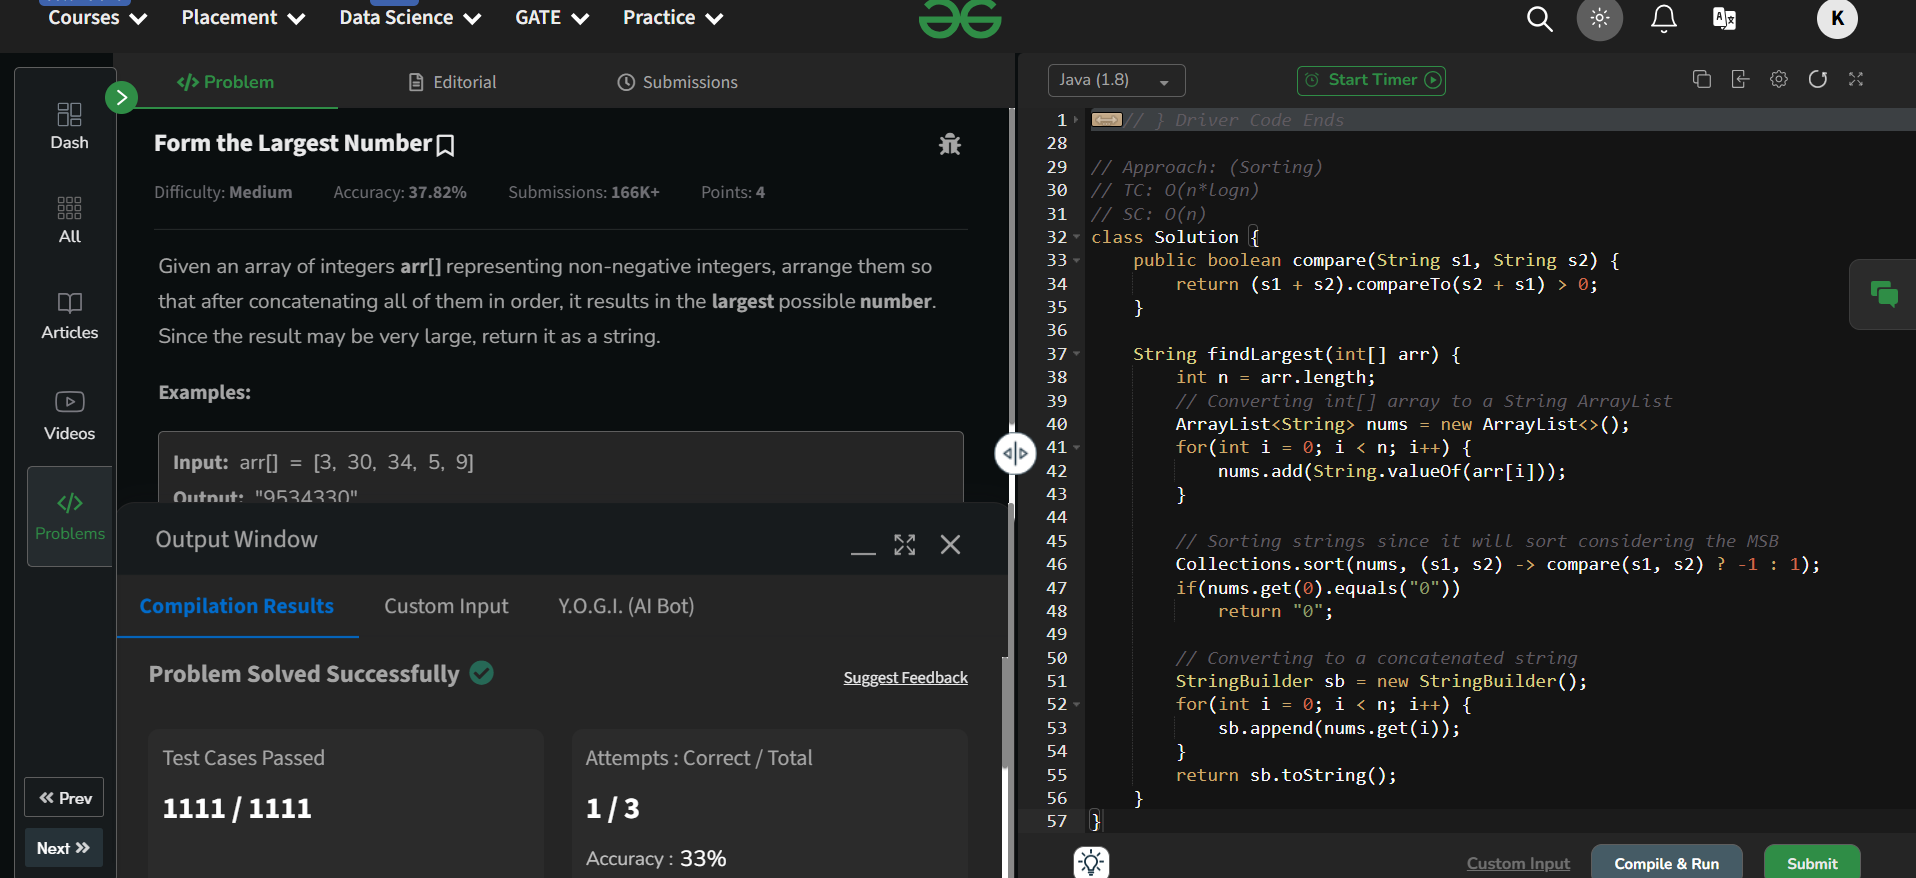 Courses
Placement
Data Science
GATE
Practice
K
Dash
All
Articles
Videos
Problems
Prev
Next
Problem
Editorial
Submissions
Form the Largest Number
Difficulty: Medium Accuracy: 37.82% Submissions: 166K+ Points: 4
Given an array of integers arr[] representing non-negative integers, arrange them so
that after concatenating all of them in order, it results in the largest possible number.
Since the result may be very large, return it as a string.
Examples:
Input: arr[] = [3, 30, 34, 5, 9]
Output: "9534330"
Output Window
Compilation Results
Custom Input
Y.O.G.I. (AI Bot)
Problem Solved Successfully
Suggest Feedback
Test Cases Passed
1111 / 1111
Attempts : Correct / Total
1 / 3
Accuracy : 33%
Java (1.8)
Start Timer
1 // } Driver Code Ends
28
29 // Approach: (Sorting)
30 // TC: O(n*logn)
31 // SC: O(n)
32 class Solution {
33 public boolean compare(String s1, String s2) {
34 return (s1 + s2).compareTo(s2 + s1) > 0;
35 }
36
37 String findLargest(int[] arr) {
38 int n = arr.length;
39 // Converting int[] array to a String ArrayList
40 ArrayList<String> nums = new ArrayList<>();
41 for(int i = 0; i < n; i++) {
42 nums.add(String.valueOf(arr[i]));
43 }
44
45 // Sorting strings since it will sort considering the MSB
46 Collections.sort(nums, (s1, s2) -> compare(s1, s2) ? -1 : 1);
47 if(nums.get(0).equals("0"))
48 return "0";
49
50 // Converting to a concatenated string
51 StringBuilder sb = new StringBuilder();
52 for(int i = 0; i < n; i++) {
53 sb.append(nums.get(i));
54 }
55 return sb.toString();
56 }
57 }
Custom Input
Compile & Run
Submit